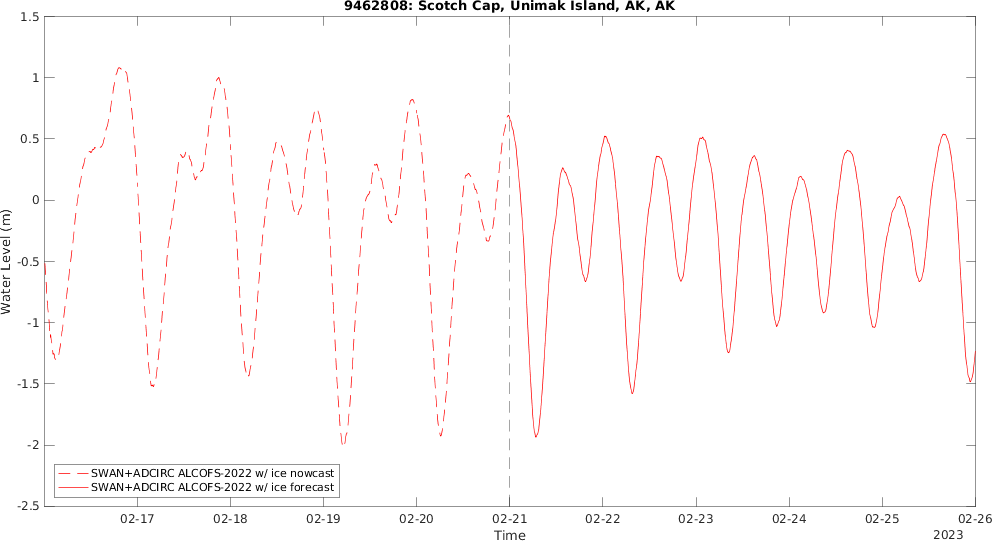 9462808: Scotch Cap, Unimak Island, AK, AK
1.5
1
0.5
0
-0.5
-1
-1.5
-2
-2.5
Water Level (m)
SWAN+ADCIRC ALCOFS-2022 w/ ice nowcast
SWAN+ADCIRC ALCOFS-2022 w/ ice forecast
02-17 02-18 02-19 02-20 02-21 02-22 02-23 02-24 02-25 02-26
Time
2023